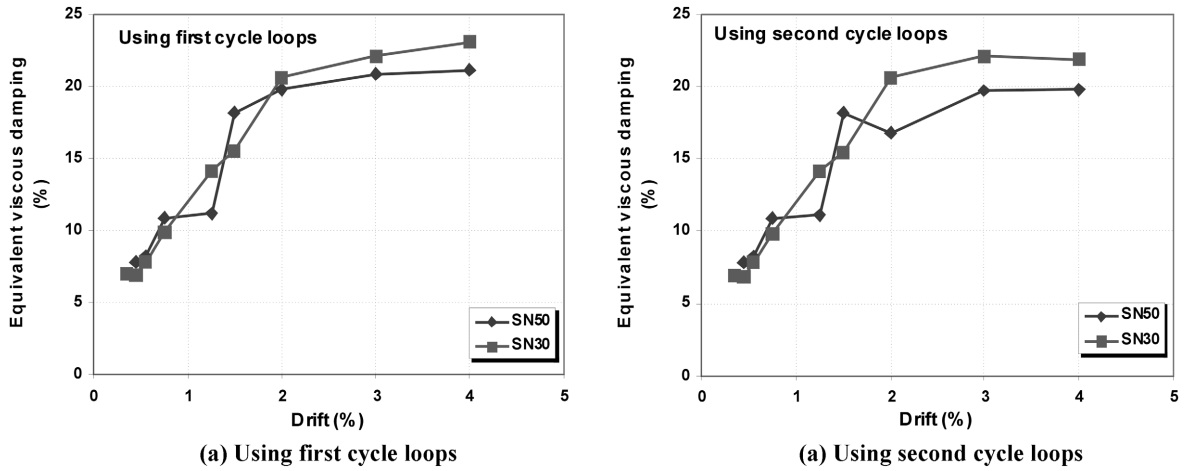 Using first cycle loops
Equivalent viscous damping
(%)
25
20
15
10
5
0
SN50
SN30
0 1 2 3 4 5
Drift (%)
(a) Using first cycle loops
Using second cycle loops
Equivalent viscous damping
(%)
25
20
15
10
5
0
SN50
SN30
0 1 2 3 4 5
Drift (%)
(a) Using second cycle loops